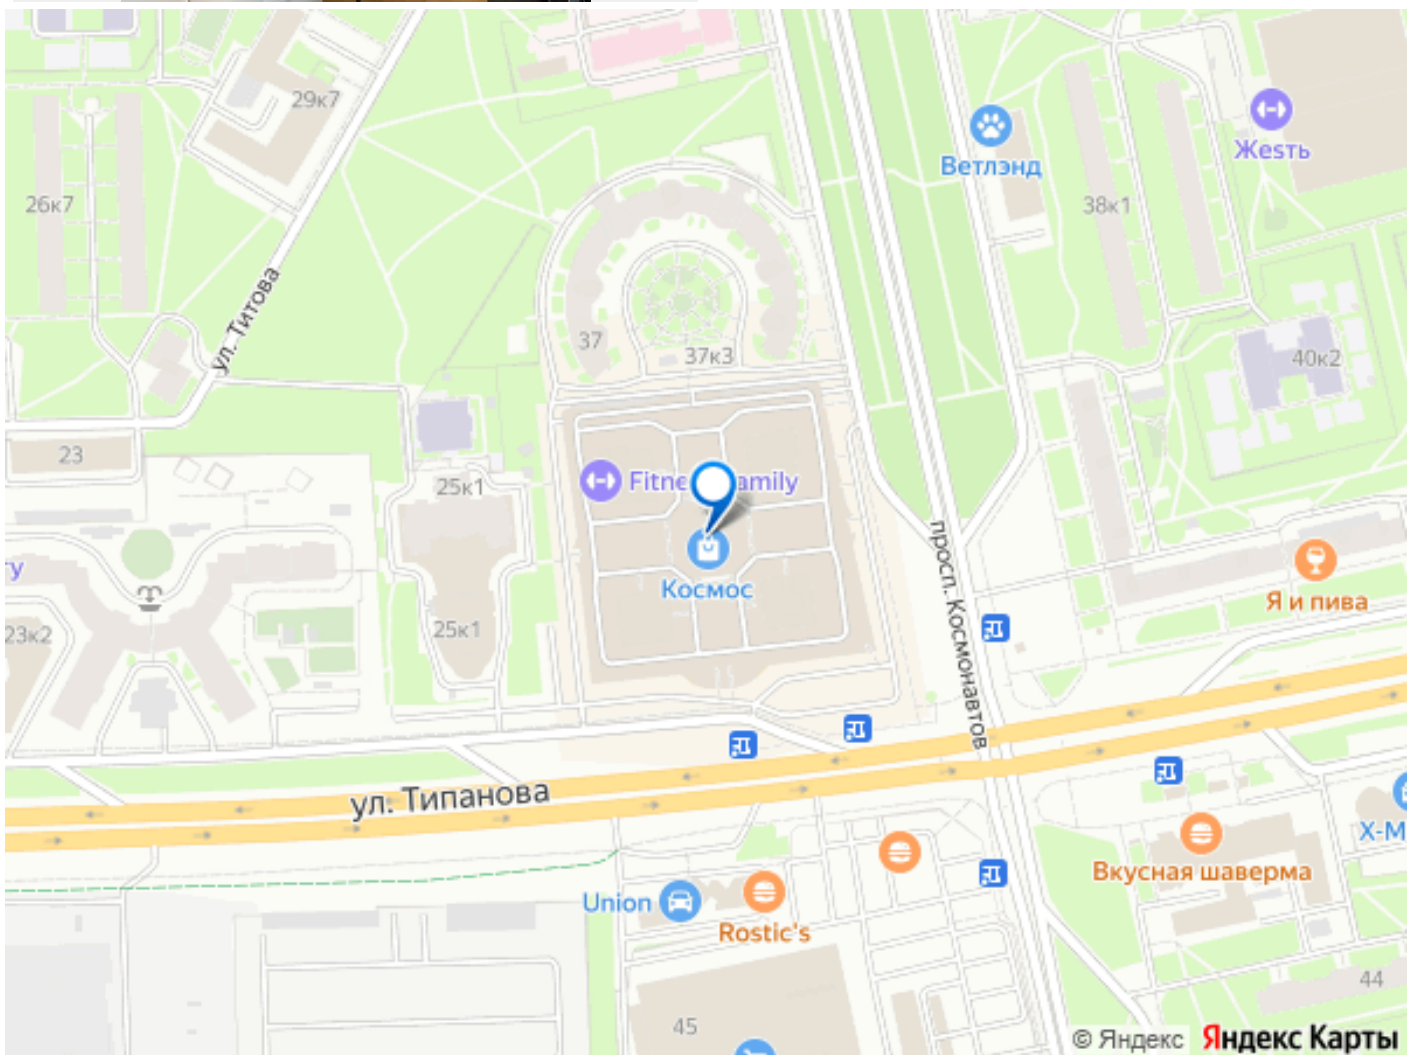 29к7
Ветлэнд
Жесть
26к7
38к1
ул. Титова
37
37к3
40к2
23
25к1
Fitne amily
Космос
просп. Космонавтов
Я и пива
23к2
25к1
ул. Типанова
X-M
Вкусная шаверма
Union
Rostic's
44
45
© Яндекс Яндекс Карты